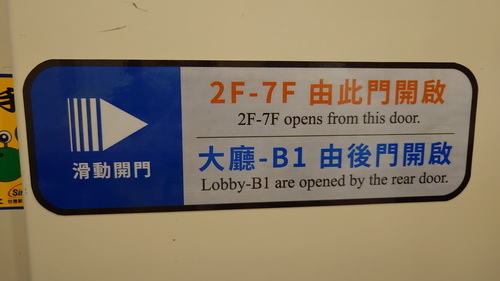 滑動開門
2F-7F 由此門開啟
2F-7F opens from this door.
大廳-B1 由後門開啟
Lobby-B1 are opened by the rear door.